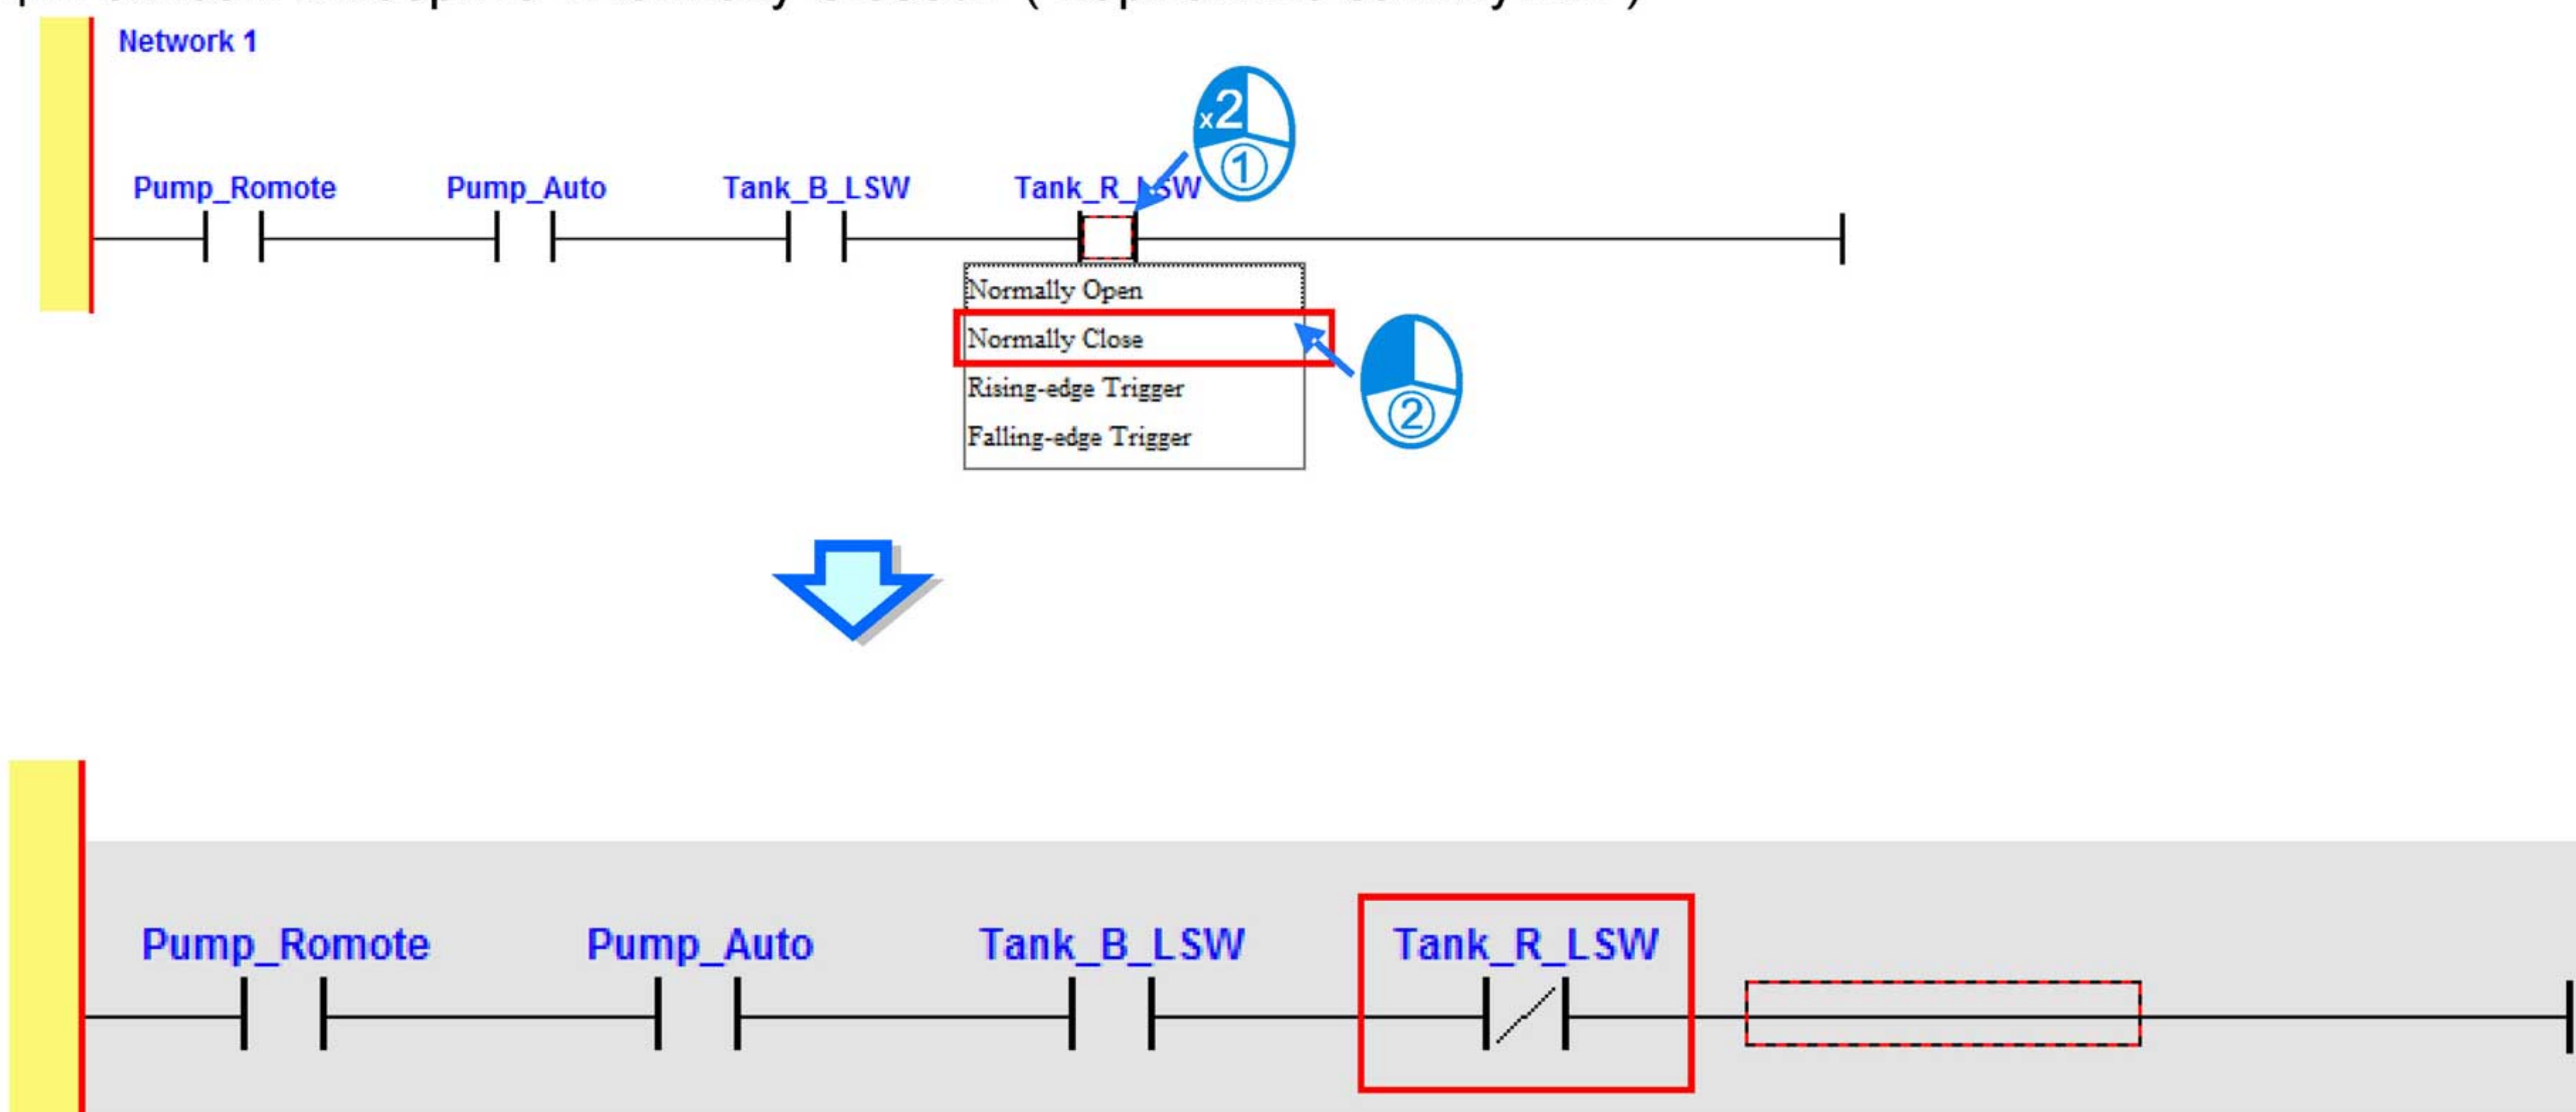 Network 1
x2
1
Pump_Romote Pump_Auto Tank_B_LSW Tank_R_LSW
Normally Open
Normally Close
2
Rising-edge Trigger
Falling-edge Trigger
Pump_Romote Pump_Auto Tank_B_LSW Tank_R_LSW